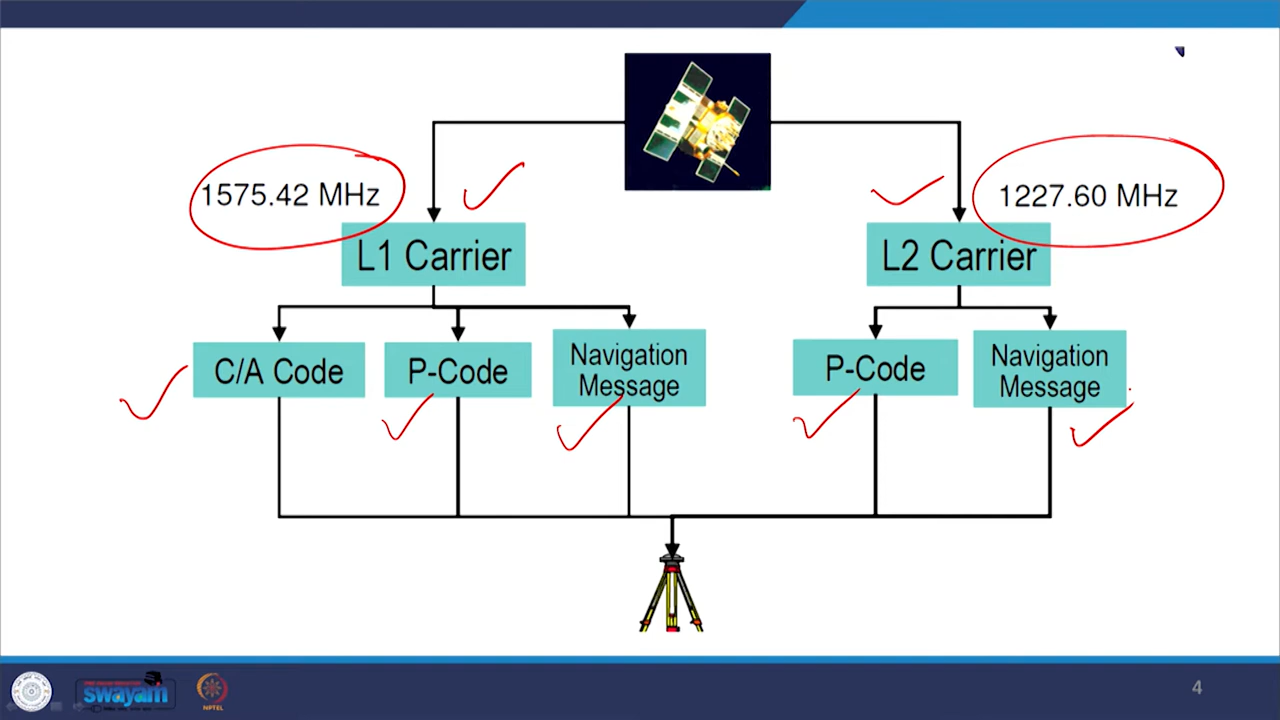 1575.42 MHz
1227.60 MHz
L1 Carrier
L2 Carrier
C/A Code
P-Code
Navigation
Message
P-Code
Navigation
Message
swayam
NPTEL
4